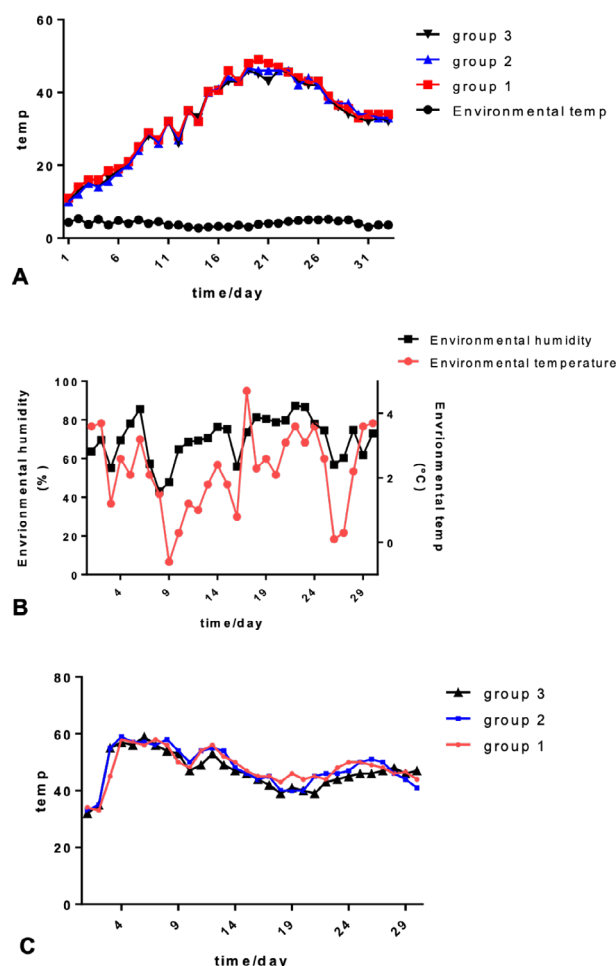 group 3
group 2
group 1
Environmental temp
60
40
20
0
temp
1
6
11
16
21
26
31
time/day
A
Environmental humidity
Environmental temperature
100
80
60
40
20
0
Envrionmental humidity
(%)
4
2
0
Envrionmental temp
(°C)
4
9
14
19
24
29
time/day
B
group 3
group 2
group 1
80
60
40
20
0
temp
4
9
14
19
24
29
time/day
C